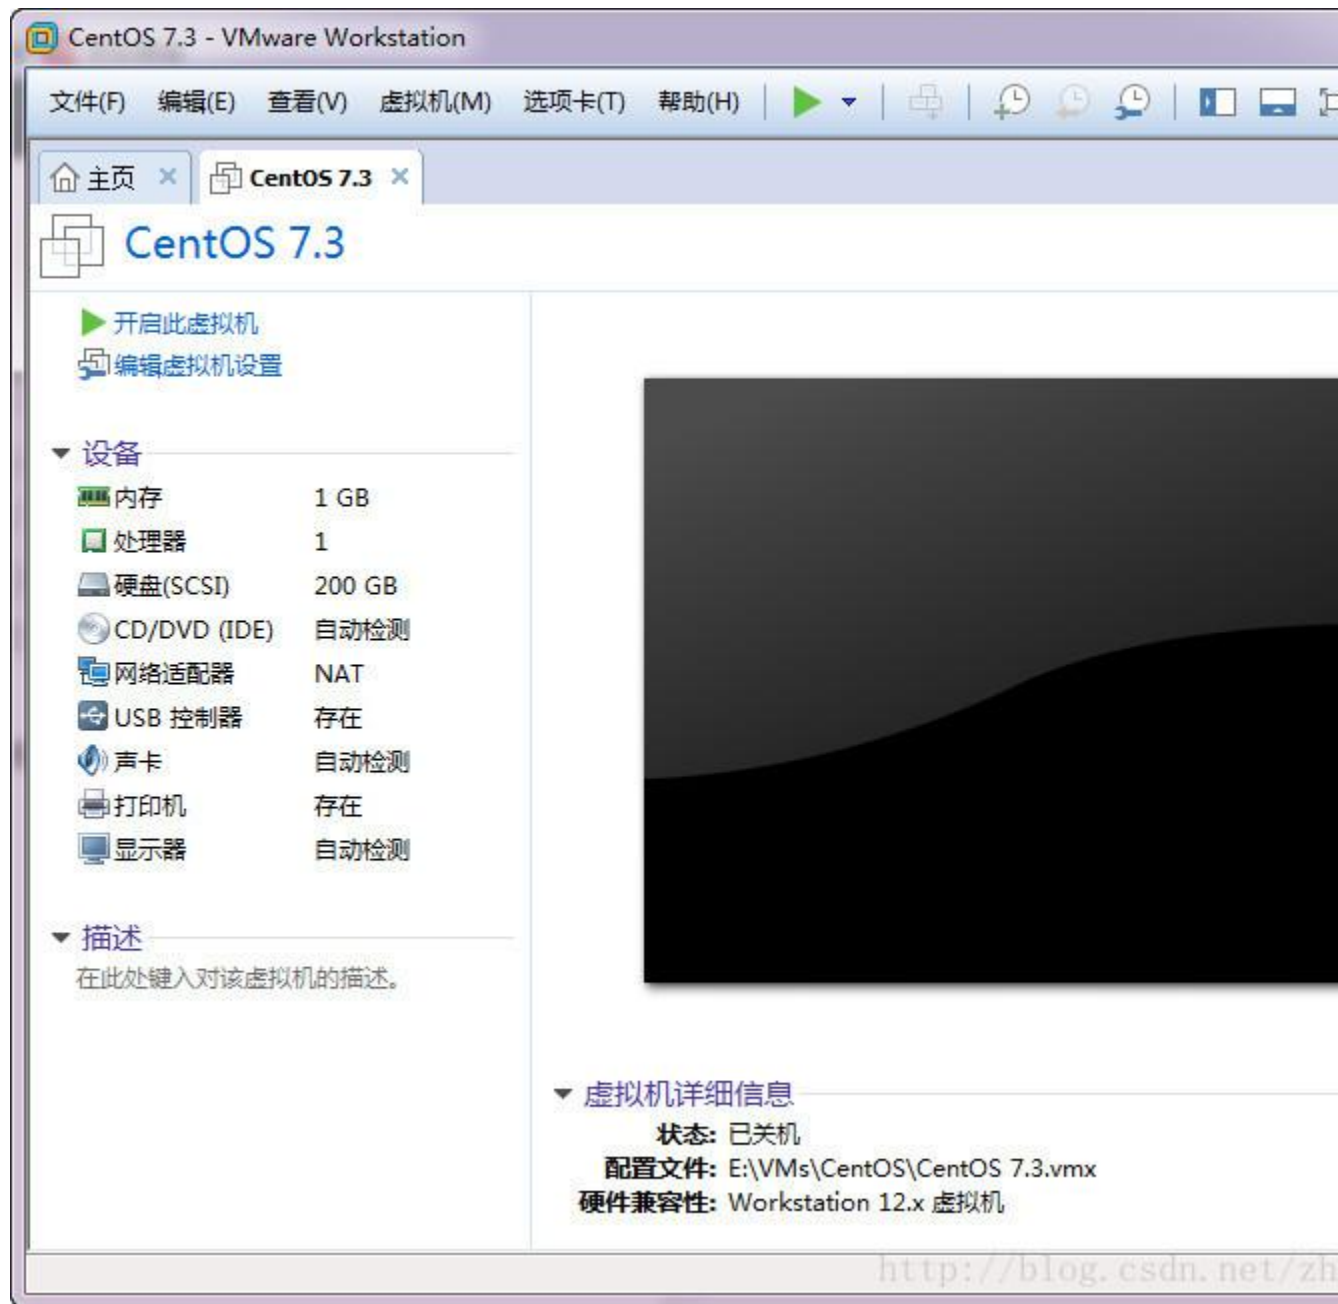 CentOS 7.3 - VMware Workstation
文件(F) 编辑(E) 查看(V) 虚拟机(M) 选项卡(T) 帮助(H)
主页 CentOS 7.3
CentOS 7.3
开启此虚拟机
编辑虚拟机设置
设备
内存 1 GB
处理器 1
硬盘(SCSI) 200 GB
CD/DVD (IDE) 自动检测
网络适配器 NAT
USB 控制器 存在
声卡 自动检测
打印机 存在
显示器 自动检测
描述
在此处键入对该虚拟机的描述。
虚拟机详细信息
状态: 已关机
配置文件: E:\VMs\CentOS\CentOS 7.3.vmx
硬件兼容性: Workstation 12.x 虚拟机
http://blog.csdn.net/zh